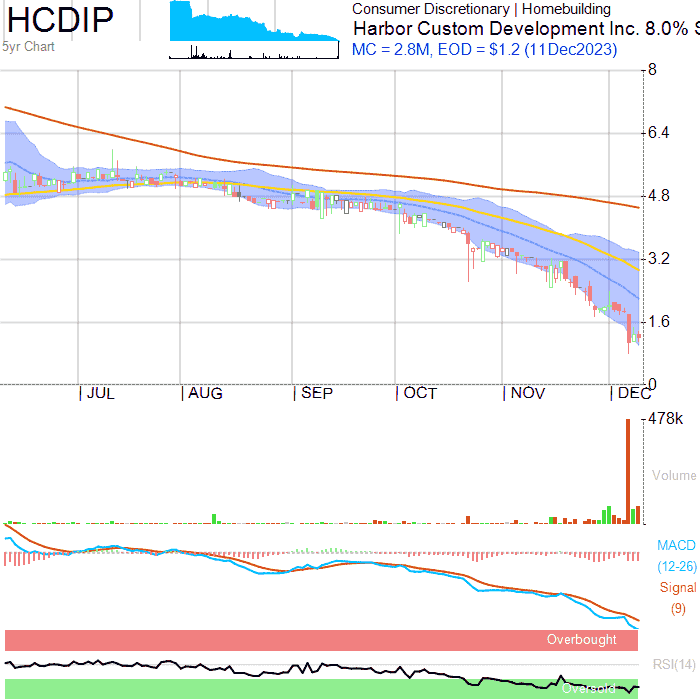 HCDIP
5yr Chart
Consumer Discretionary | Homebuilding
Harbor Custom Development Inc. 8.0% S
MC = 2.8M, EOD = $1.2 (11Dec2023)
8
6.4
4.8
3.2
1.6
0
JUL AUG SEP OCT NOV DEC
478k
Volume
MACD
(12-26)
Signal
(9)
Overbought
RSI(14)
Oversold